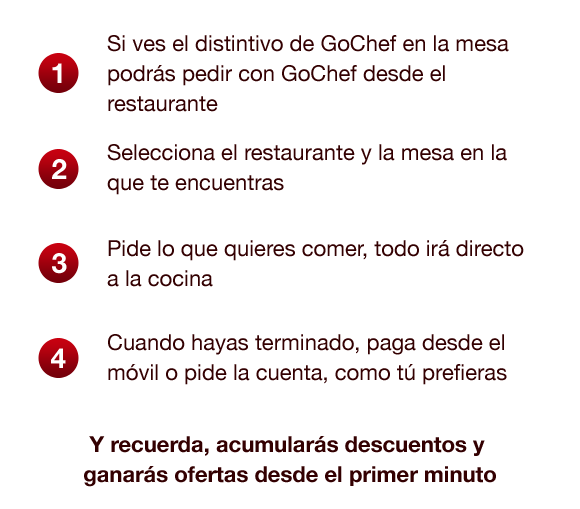 1
Si ves el distintivo de GoChef en la mesa
podrás pedir con GoChef desde el
restaurante
2
Selecciona el restaurante y la mesa en la
que te encuentras
3
Pide lo que quieres comer, todo irá directo
a la cocina
4
Cuando hayas terminado, paga desde el
móvil o pide la cuenta, como tú prefieras
Y recuerda, acumularás descuentos y
ganarás ofertas desde el primer minuto